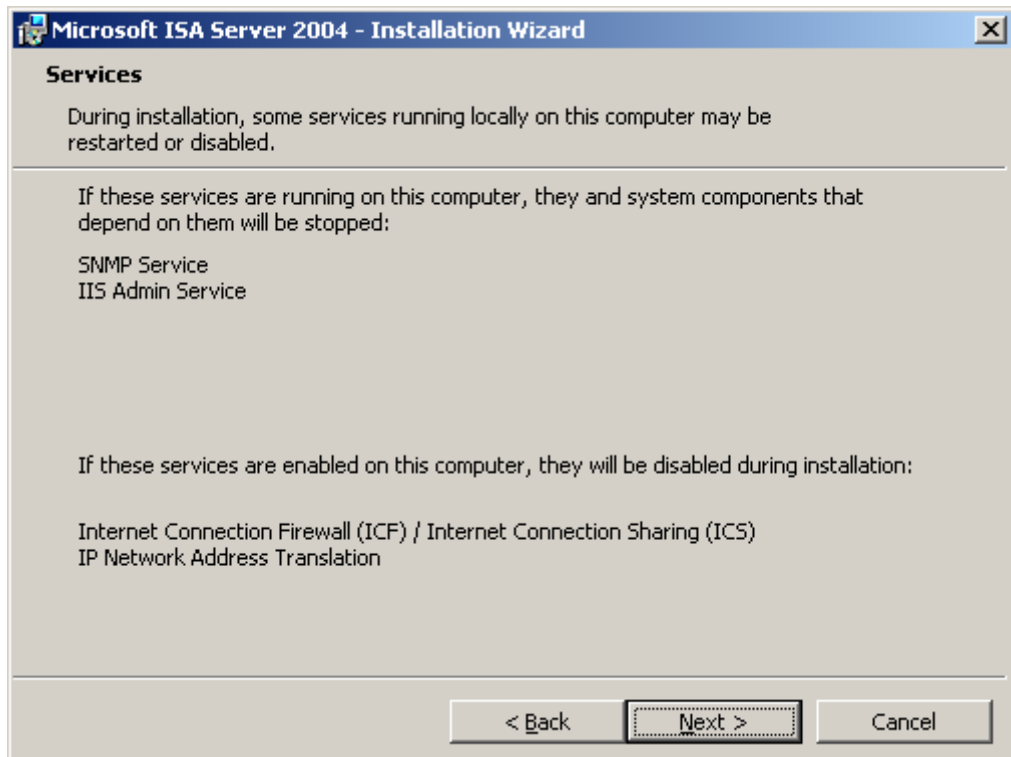 Microsoft ISA Server 2004 - Installation Wizard
Services
During installation, some services running locally on this computer may be
restarted or disabled.
If these services are running on this computer, they and system components that
depend on them will be stopped:
SNMP Service
IIS Admin Service
If these services are enabled on this computer, they will be disabled during installation:
Internet Connection Firewall (ICF) / Internet Connection Sharing (ICS)
IP Network Address Translation
< Back
Next >
Cancel